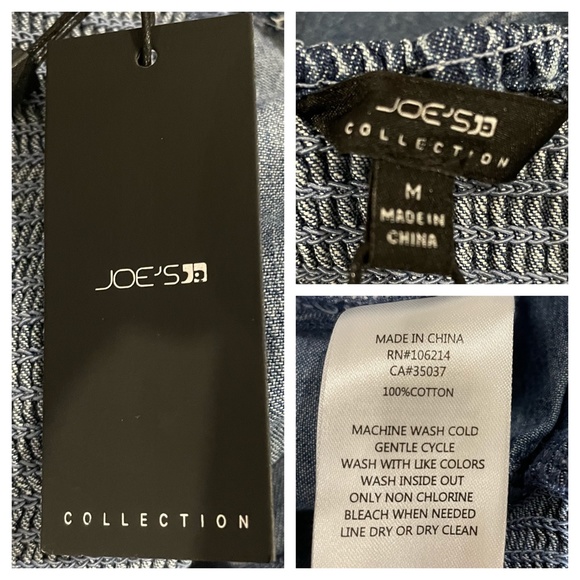 JOE'S
COLLECTION
JOE'S
COLLECTION
M
MADE IN
CHINA
MADE IN CHINA
RN#106214
CA#35037
100%COTTON
MACHINE WASH COLD
GENTLE CYCLE
WASH WITH LIKE COLORS
WASH INSIDE OUT
ONLY NON CHLORINE
BLEACH WHEN NEEDED
LINE DRY OR DRY CLEAN